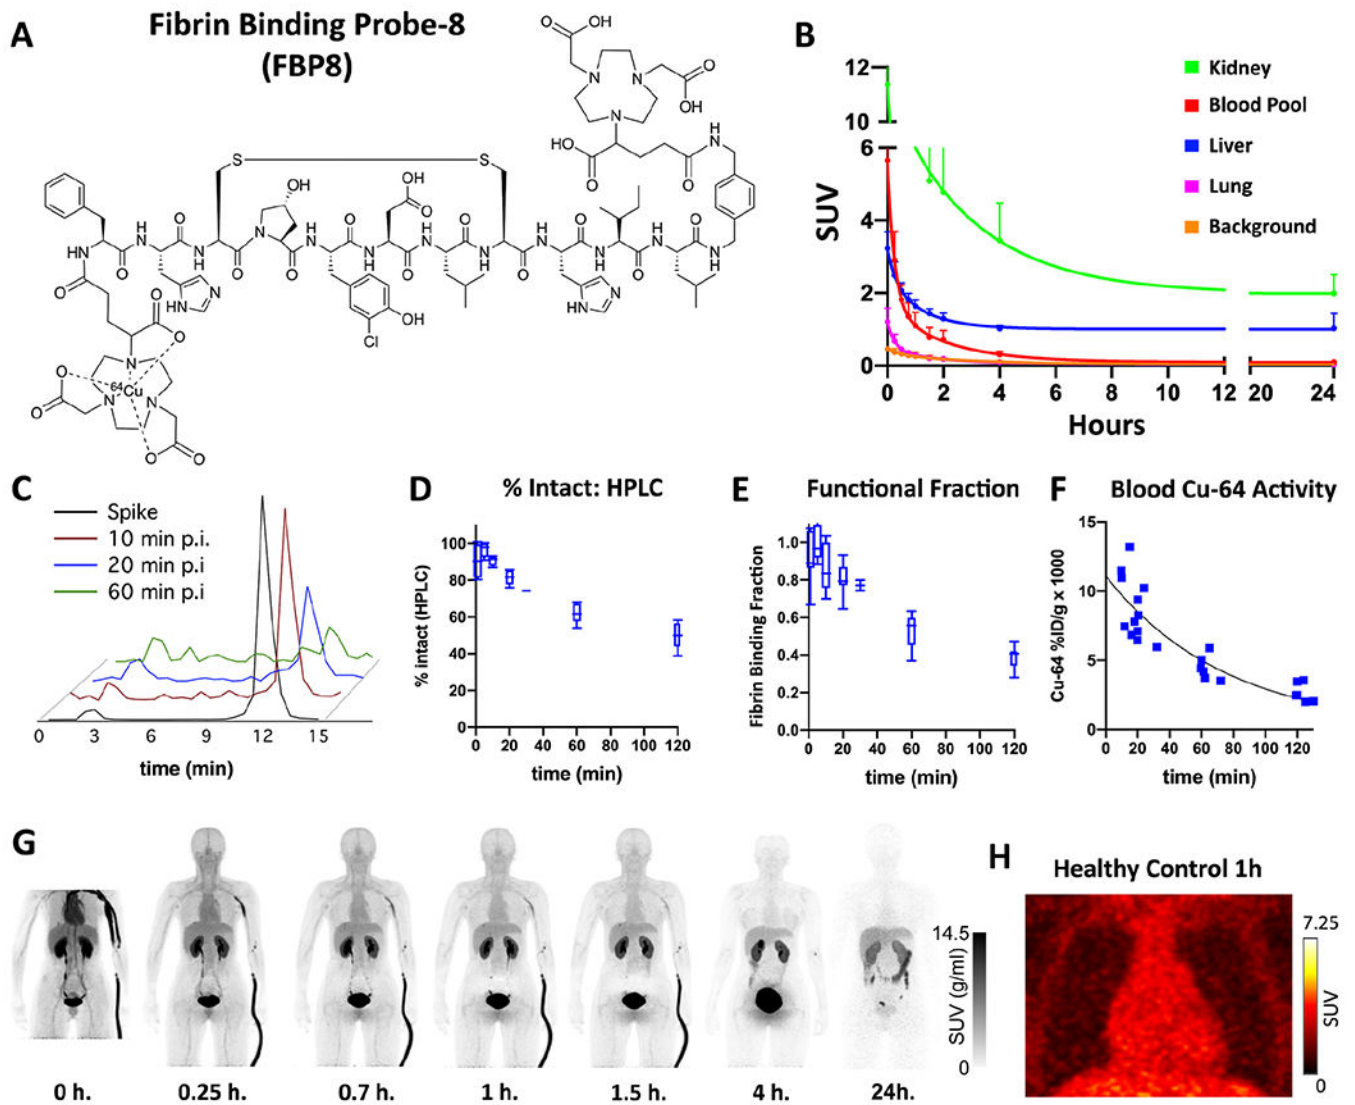 A
Fibrin Binding Probe-8
(FBP8)
O
OH
N
N
O
OH
N
HO
O
O
H
N
S
S
OH
OH
O
O
H
N
O
N
H
O
N
O
H
N
O
N
H
O
H
N
O
N
H
O
H
N
O
N
H
O
H
N
O
N
H
O
NH
O
HN
N
OH
Cl
HN
N
O
O
N
64Cu
N
N
O
O
O
O
B
Kidney
Blood Pool
Liver
Lung
Background
SUV
12
10
6
4
2
0
0 2 4 6 8 10 12 20 24
Hours
C
Spike
10 min p.i.
20 min p.i
60 min p.i
0 3 6 9 12 15
time (min)
D
% Intact: HPLC
% intact (HPLC)
100
80
60
40
20
0
0 20 40 60 80 100 120
time (min)
E
Functional Fraction
Fibrin Binding Fraction
1.0
0.8
0.6
0.4
0.2
0.0
0 20 40 60 80 100 120
time (min)
F
Blood Cu-64 Activity
Cu-64 %ID/g x 1000
15
10
5
0
0 20 40 60 80 100 120
time (min)
G
14.5
SUV (g/ml)
0
0 h.
0.25 h.
0.7 h.
1 h.
1.5 h.
4 h.
24h.
H
Healthy Control 1h
7.25
SUV
0